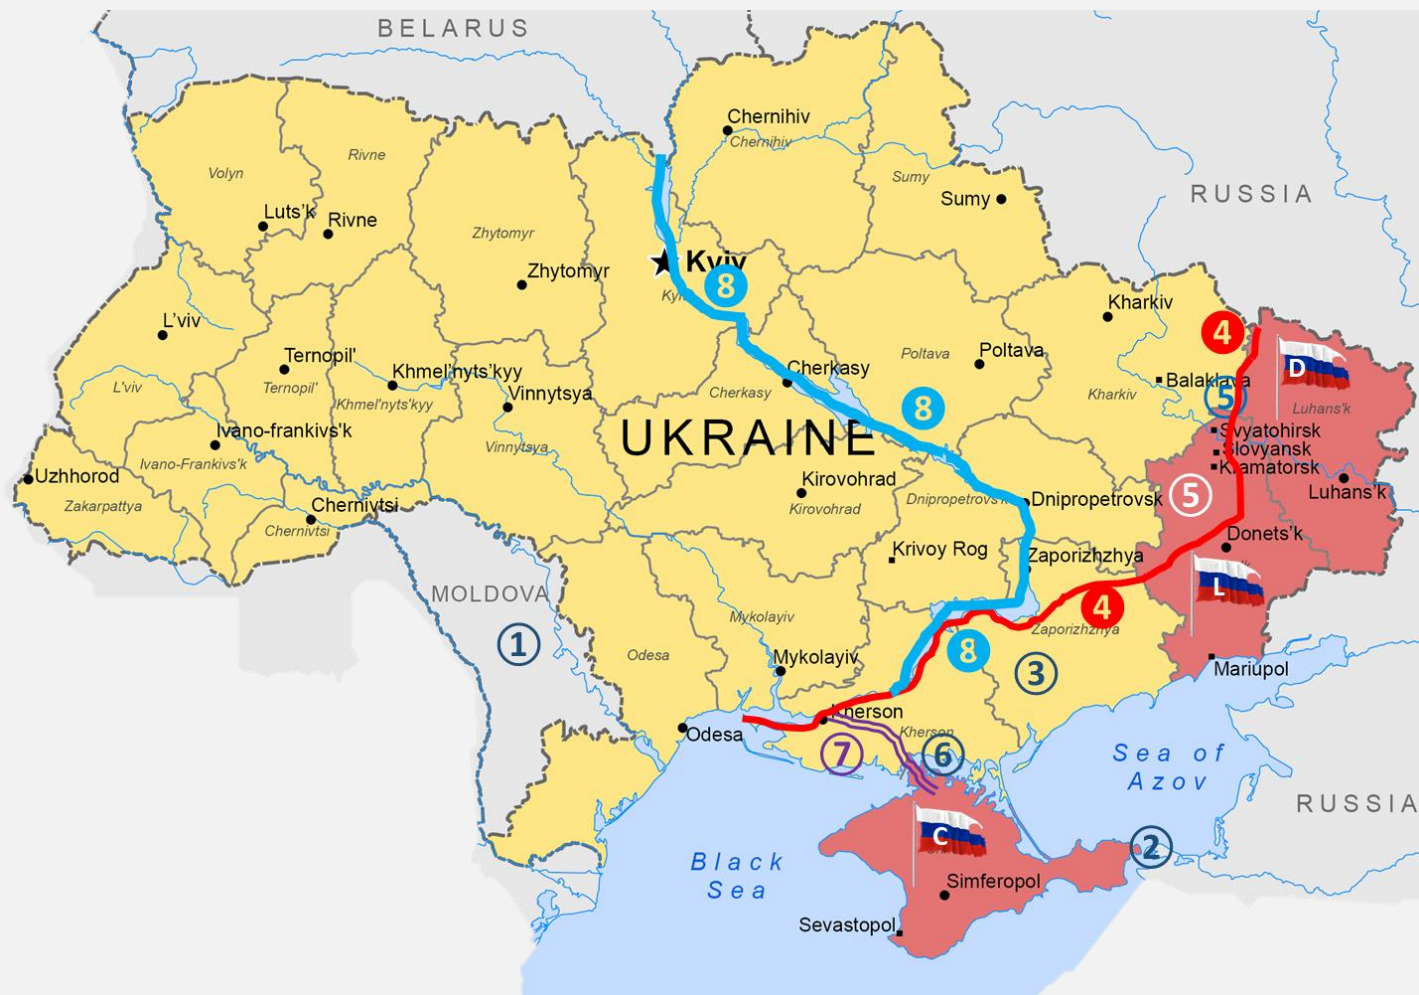 BELARUS
Chernihiv
Chernihiv
Rivne
Volyn
Sumy
RUSSIA
Sumy
Luts'k
Rivne
Zhytomyr
Kyiv
Zhytomyr
8
Kharkiv
L'viv
4
Ternopil'
Poltava
Poltava
D
Cherkasy
Khmel'nyts'kyy
Balakleya
L'viv
Ternopil'
Vinnytsya
Cherkasy
Kharkiv
5
Khmel'nyts'kyy
8
Luhans'k
Ivano-frankivs'k
UKRAINE
Svyatohirsk
Vinnytsya
Slovyansk
Ivano-Frankivs'k
Kramatorsk
Uzhhorod
Kirovohrad
Luhans'k
Zakarpattya
Chernivtsi
Dnipropetrovs'k
Dnipropetrovsk
5
Kirovohrad
Chernivtsi
Donets'k
Krivoy Rog
Zaporizhzhya
L
MOLDOVA
4
Mykolayiv
Zaporizhzhya
1
Odesa
8
Mykolayiv
3
Mariupol
Kherson
Odesa
Kherson
7
6
Sea of
Azov
RUSSIA
C
2
Black
Sea
Simferopol
Sevastopol